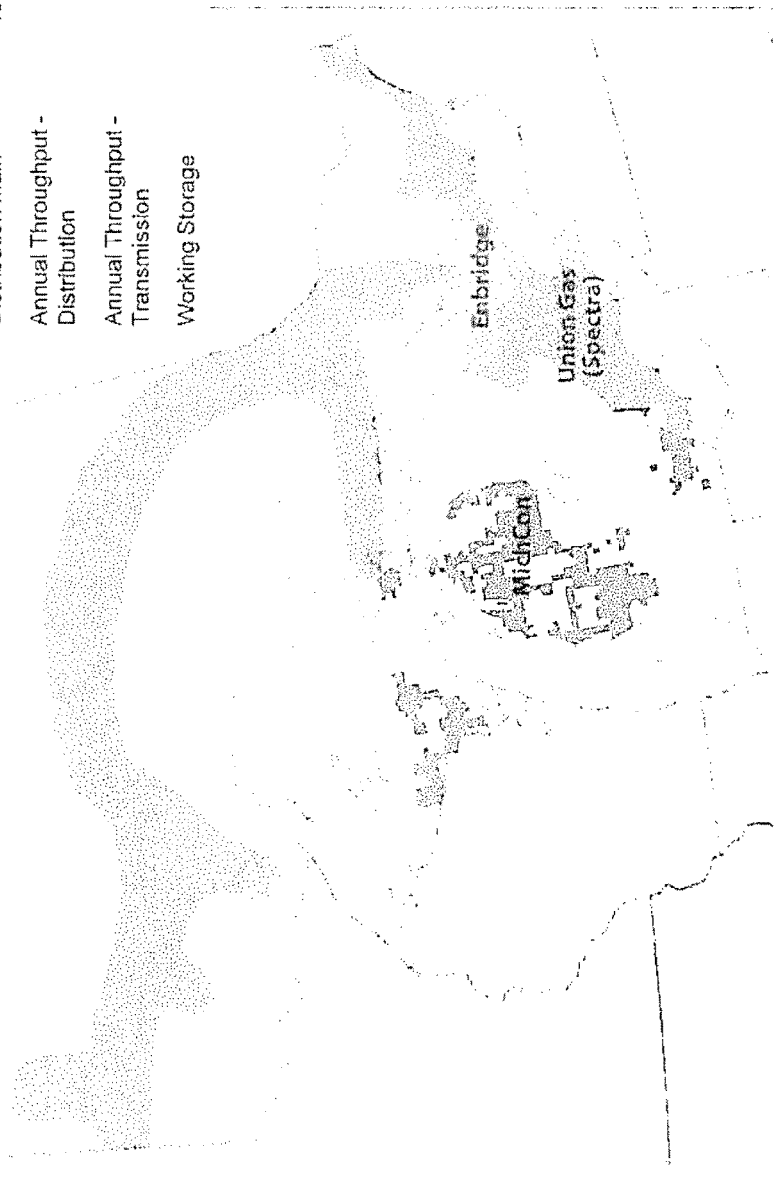 Annual Throughput -
Distribution
Annual Throughput -
Transmission
Working Storage
Enbridge
Union Gas
(Spectra)
MichCon